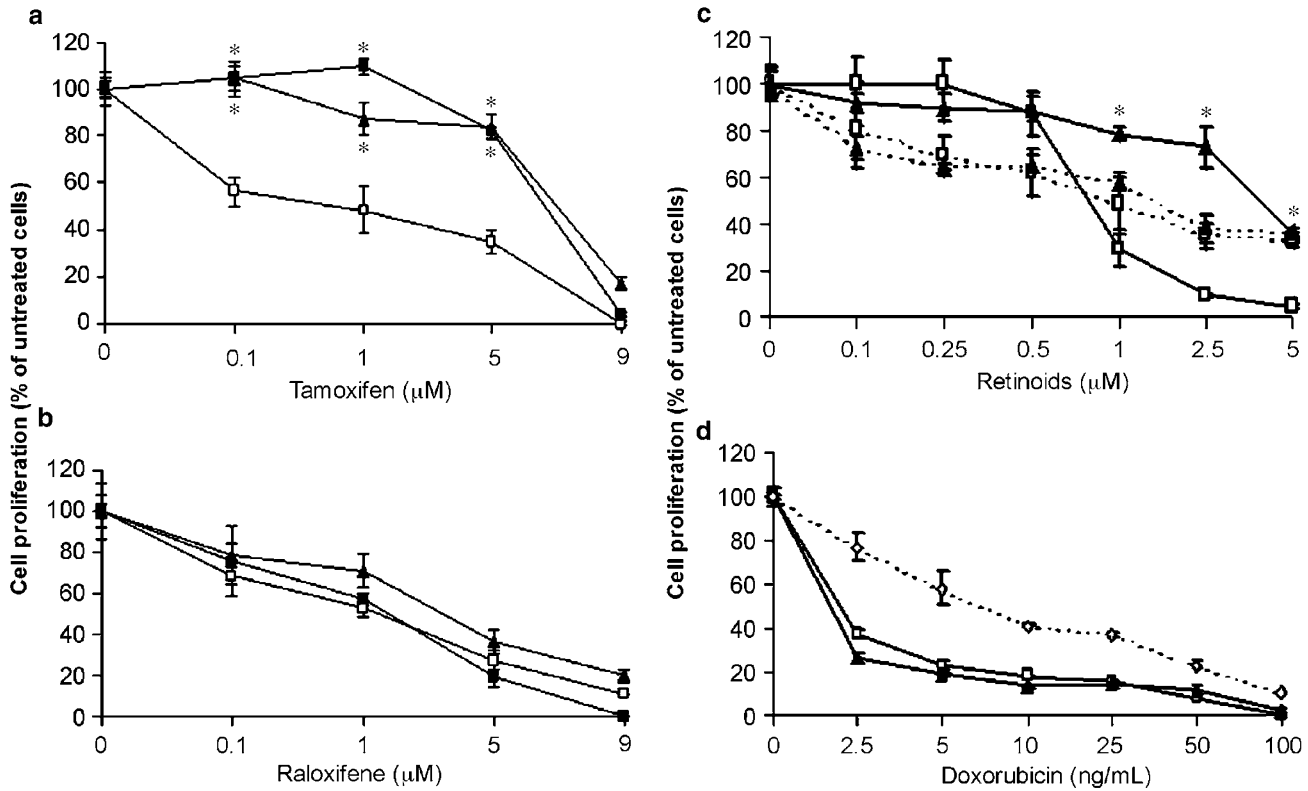 a
120
100
80
60
40
20
0
* * *
* * *
0 0.1 1 5 9
Tamoxifen (μM)
b
120
100
80
60
40
20
0
0 0.1 1 5 9
Raloxifene (μM)
Cell proliferation (% of untreated cells)
c
120
100
80
60
40
20
0
* * *
0 0.1 0.25 0.5 1 2.5 5
Retinoids (μM)
d
120
100
80
60
40
20
0
0 2.5 5 10 25 50 100
Doxorubicin (ng/mL)
Cell proliferation (% of untreated cells)